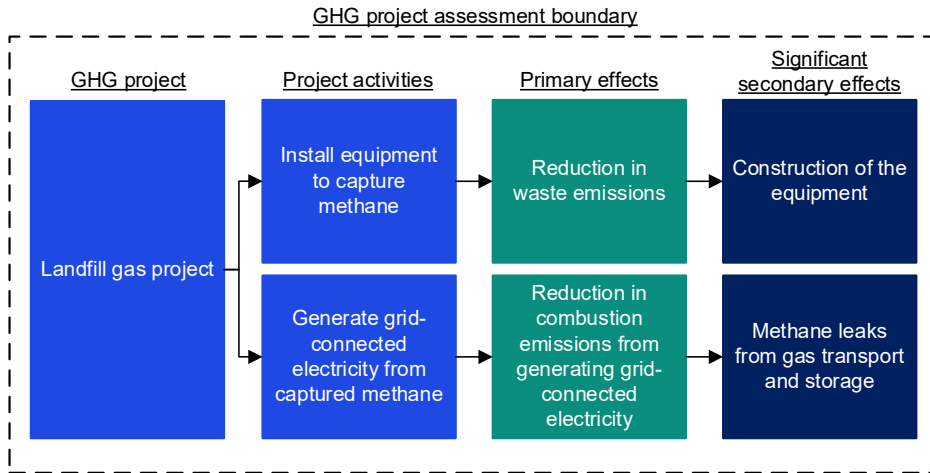 GHG project assessment boundary
GHG project
Project activities
Primary effects
Significant
secondary effects
Landfill gas project
Install equipment
to capture
methane
Reduction in
waste emissions
Construction of the
equipment
Generate grid-
connected
electricity from
captured methane
Reduction in
combustion
emissions from
generating grid-
connected
electricity
Methane leaks
from gas transport
and storage